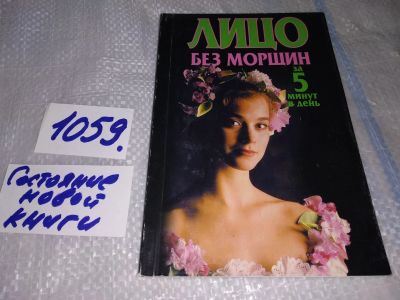 ЛИЦО
БЕЗ МОРЩИН
за
5
минут
в день
1059.
Состояние
новой
книги